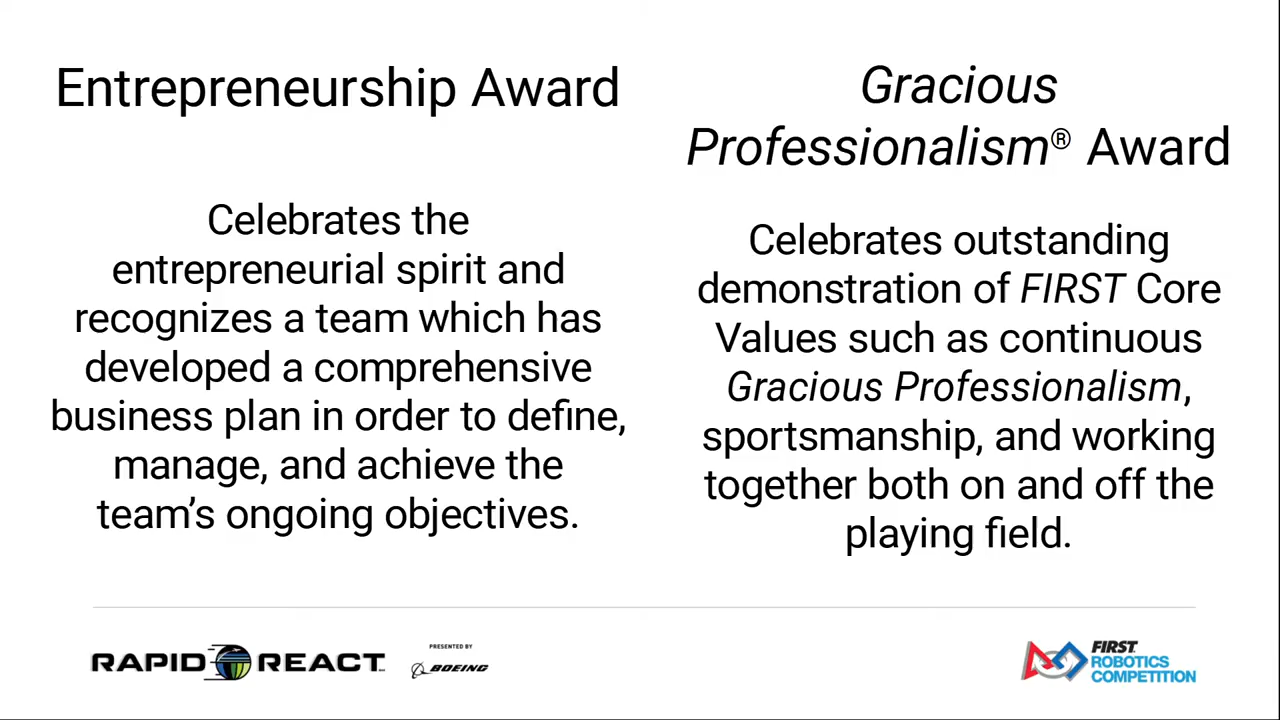 Entrepreneurship Award
Celebrates the
entrepreneurial spirit and
recognizes a team which has
developed a comprehensive
business plan in order to define,
manage, and achieve the
team’s ongoing objectives.
Gracious
Professionalism® Award
Celebrates outstanding
demonstration of FIRST Core
Values such as continuous
Gracious Professionalism,
sportsmanship, and working
together both on and off the
playing field.
RAPID REACT
PRESENTED BY
BOEING
FIRST
ROBOTICS
COMPETITION